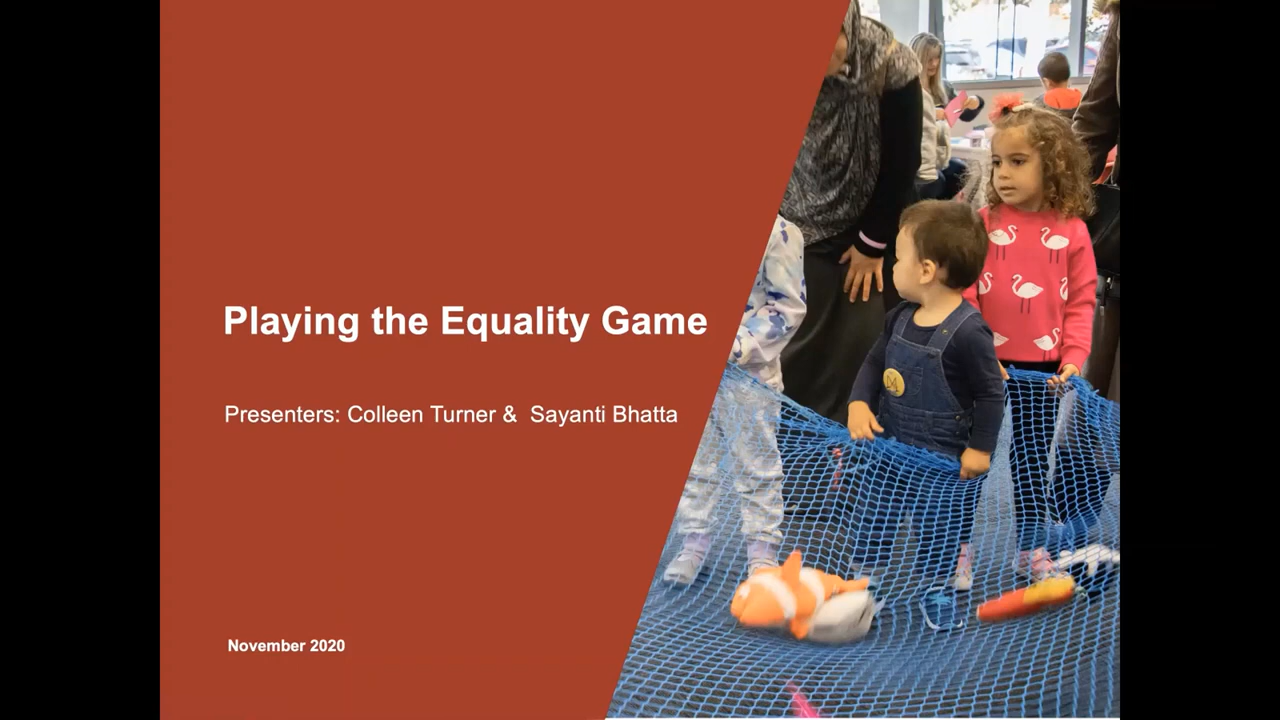 Playing the Equality Game
Presenters: Colleen Turner &  Sayanti Bhatta
November 2020